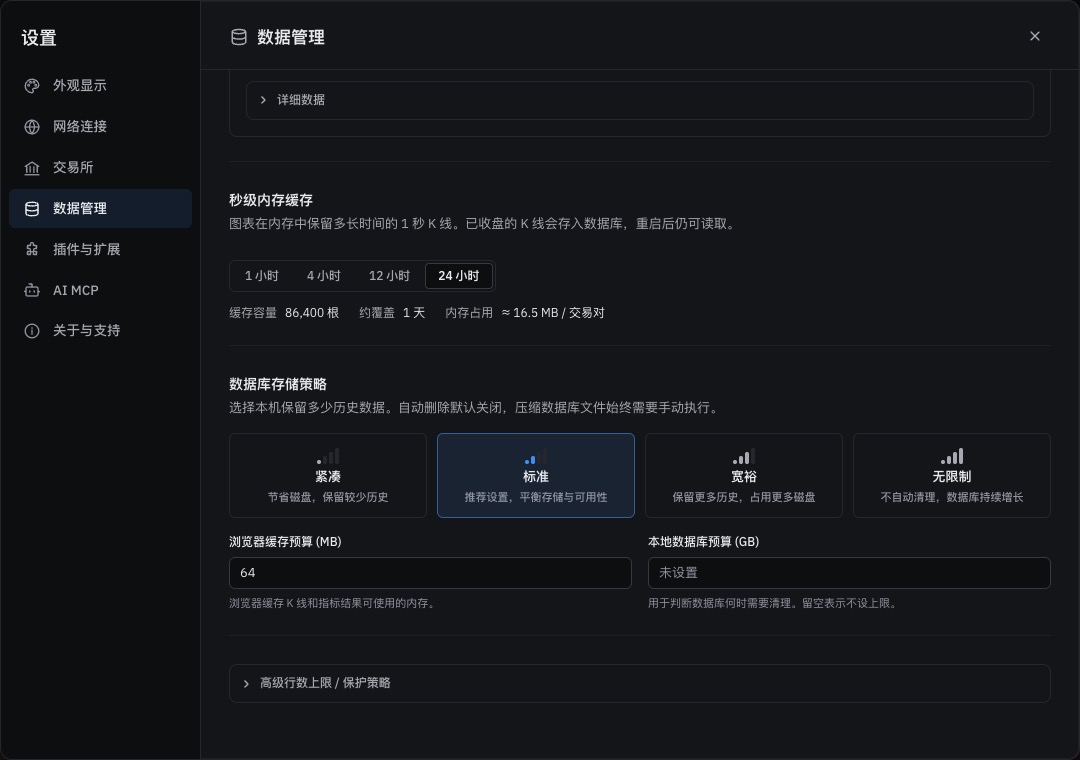 设置
外观显示
网络连接
交易所
数据管理
插件与扩展
AI MCP
关于与支持
数据管理
详细数据
秒级内存缓存
图表在内存中保留多长时间的 1 秒 K 线。已收盘的 K 线会存入数据库，重启后仍可读取。
1 小时 4 小时 12 小时 24 小时
缓存容量 86,400 根 约覆盖 1 天 内存占用 ≈ 16.5 MB / 交易对
数据库存储策略
选择本机保留多少历史数据。自动删除默认关闭，压缩数据库文件始终需要手动执行。
紧凑
节省磁盘，保留较少历史
标准
推荐设置，平衡存储与可用性
宽裕
保留更多历史，占用更多磁盘
无限制
不自动清理，数据库持续增长
浏览器缓存预算 (MB)
64
浏览器缓存 K 线和指标结果可使用的内存。
本地数据库预算 (GB)
未设置
用于判断数据库何时需要清理。留空表示不设上限。
高级行数上限 / 保护策略